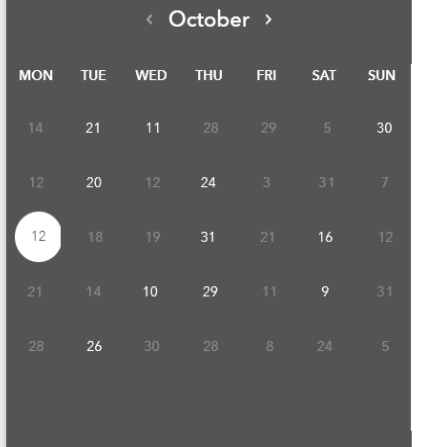 ‹ October ›
MON TUE WED THU FRI SAT SUN
14 21 11 28 29 5 30
12 20 12 24 3 31 7
12 18 19 31 21 16 12
21 14 10 29 11 9 31
28 26 30 28 8 24 5